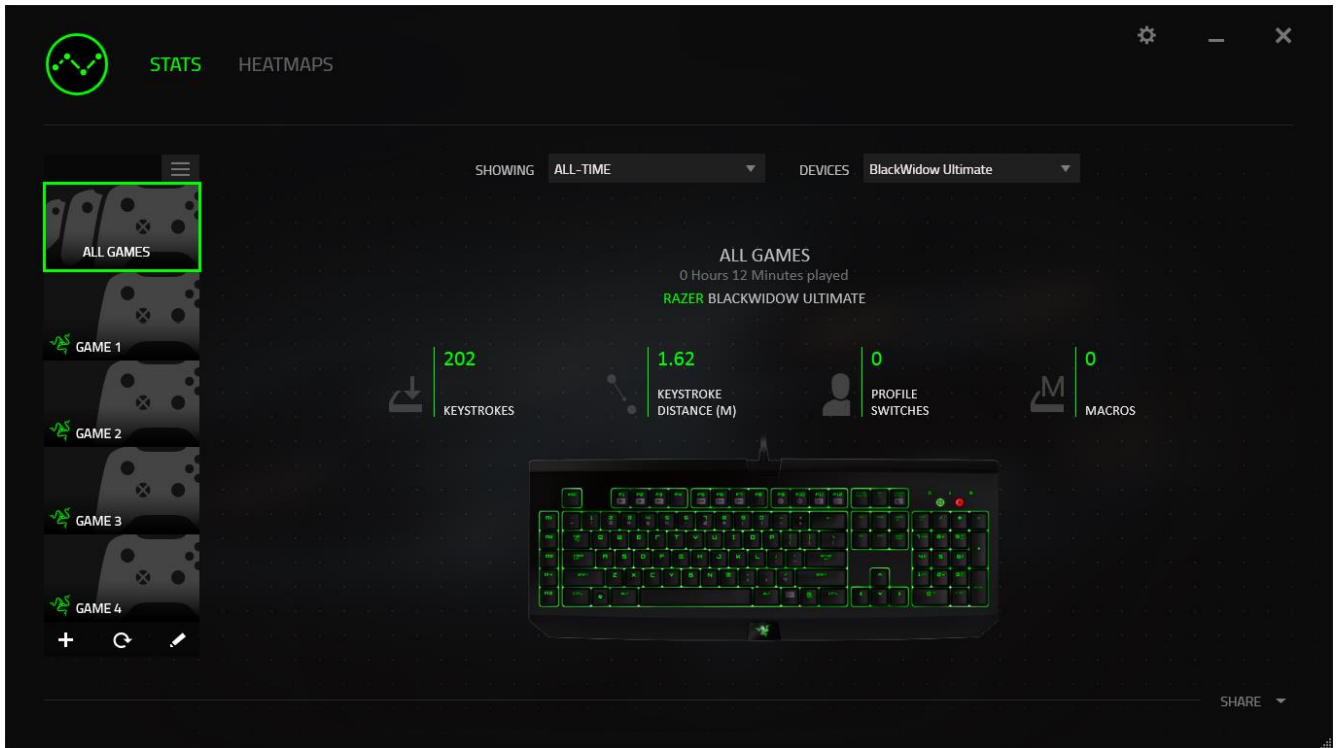 STATS HEATMAPS
SHOWING ALL-TIME DEVICES BlackWidow Ultimate
ALL GAMES
GAME 1
GAME 2
GAME 3
GAME 4
ALL GAMES
0 Hours 12 Minutes played
RAZER BLACKWIDOW ULTIMATE
202
KEYSTROKES
1.62
KEYSTROKE
DISTANCE (M)
0
PROFILE
SWITCHES
M
0
MACROS
SHARE